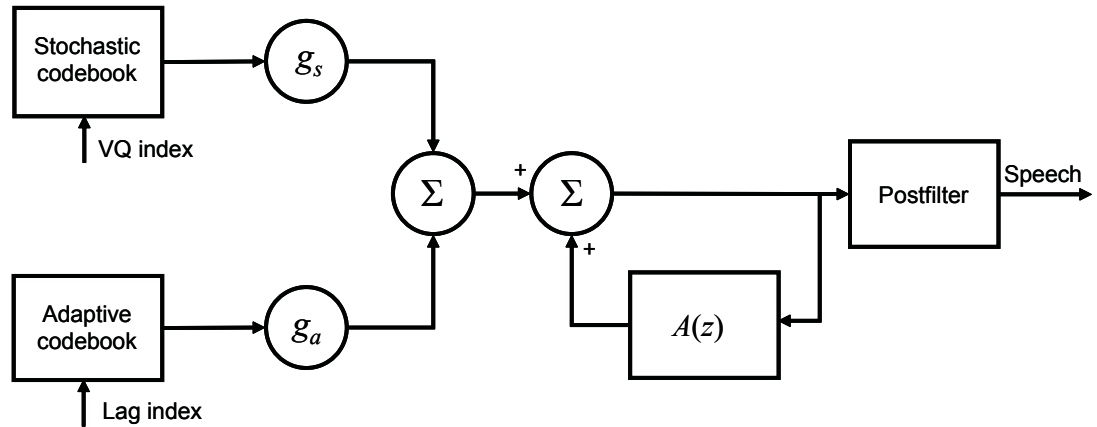 Stochastic
codebook
g_s
VQ index
Σ
+
Σ
Postfilter
Speech
+
Adaptive
codebook
g_a
A(z)
Lag index